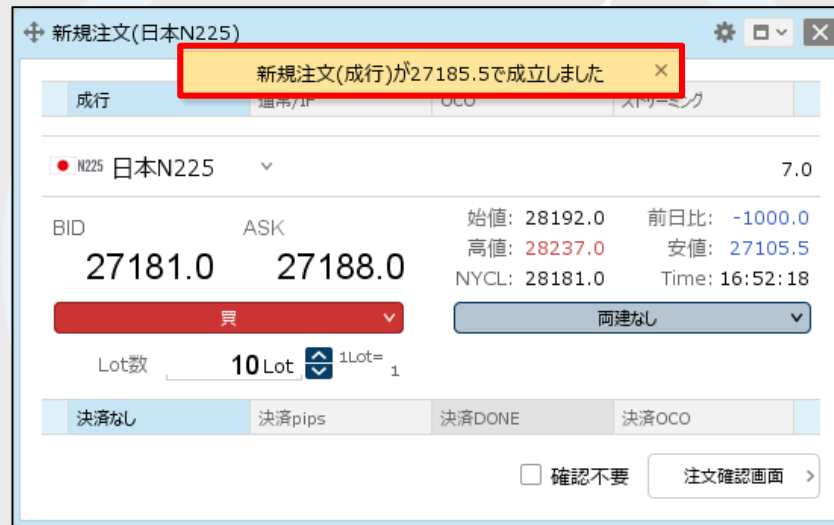 新規注文(日本N225)
新規注文(成行)が27185.5で成立しました ×
成行 通常/IF OCO ストリーミング
N225 日本N225 7.0
BID ASK 始値: 28192.0 前日比: -1000.0
27181.0 27188.0 高値: 28237.0 安値: 27105.5
NYCL: 28181.0 Time: 16:52:18
買 両建なし
Lot数 10 Lot 1Lot= 1
決済なし 決済pips 決済DONE 決済OCO
確認不要 注文確認画面